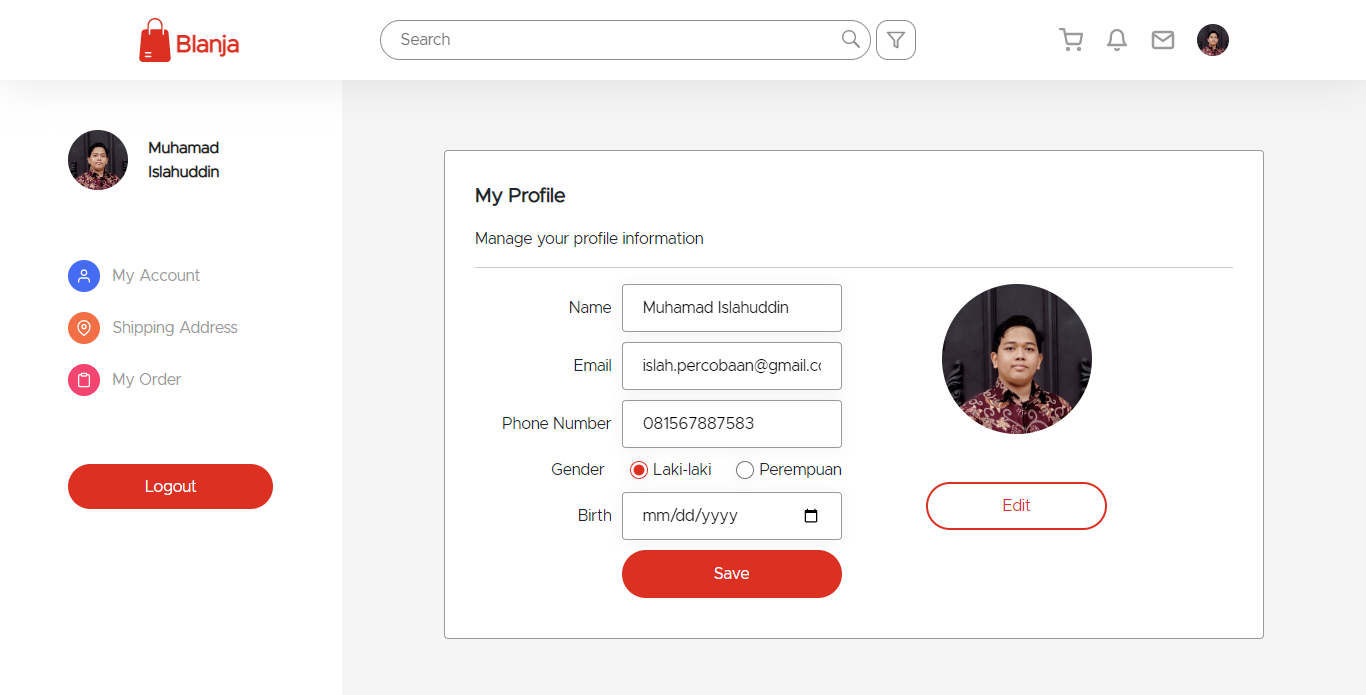 Blanja
Search
Muhamad
Islahuddin
My Account
Shipping Address
My Order
Logout
My Profile
Manage your profile information
Name Muhamad Islahuddin
Email islah.percobaan@gmail.cc
Phone Number 081567887583
Gender Laki-laki Perempuan
Birth mm/dd/yyyy
Save
Edit